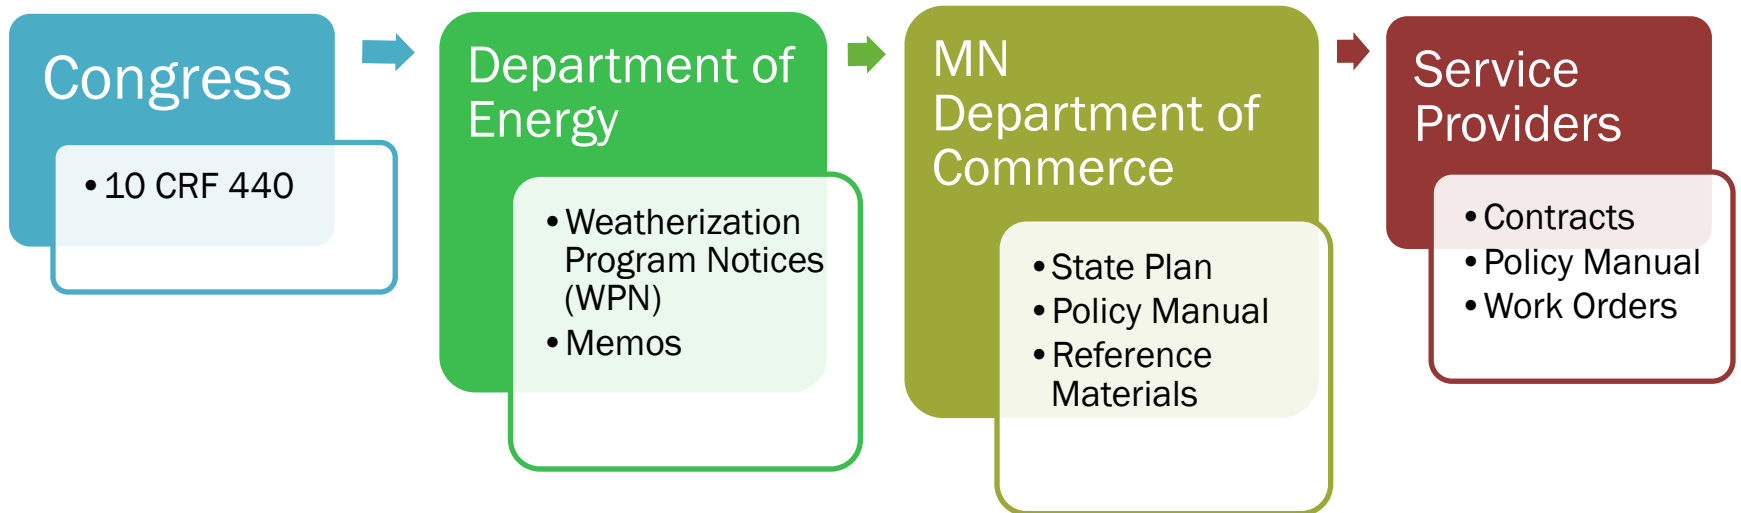 Congress
• 10 CRF 440
Department of
Energy
• Weatherization
Program Notices
(WPN)
• Memos
MN
Department of
Commerce
• State Plan
• Policy Manual
• Reference
Materials
Service
Providers
• Contracts
• Policy Manual
• Work Orders